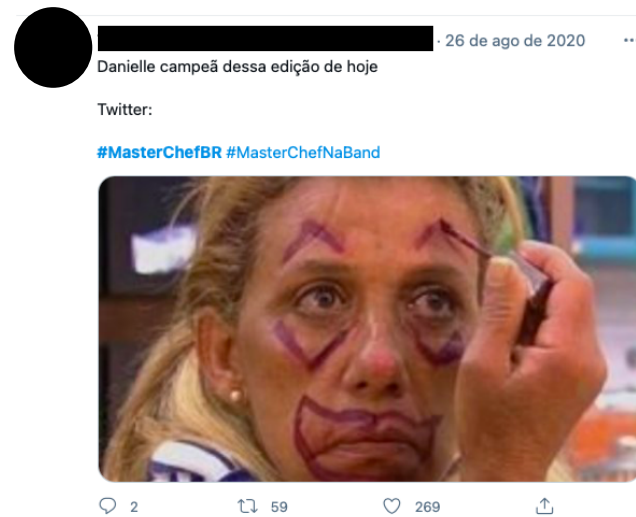 · 26 de ago de 2020
Danielle campeã dessa edição de hoje
Twitter:
#MasterChefBR #MasterChefNaBand
2 59 269